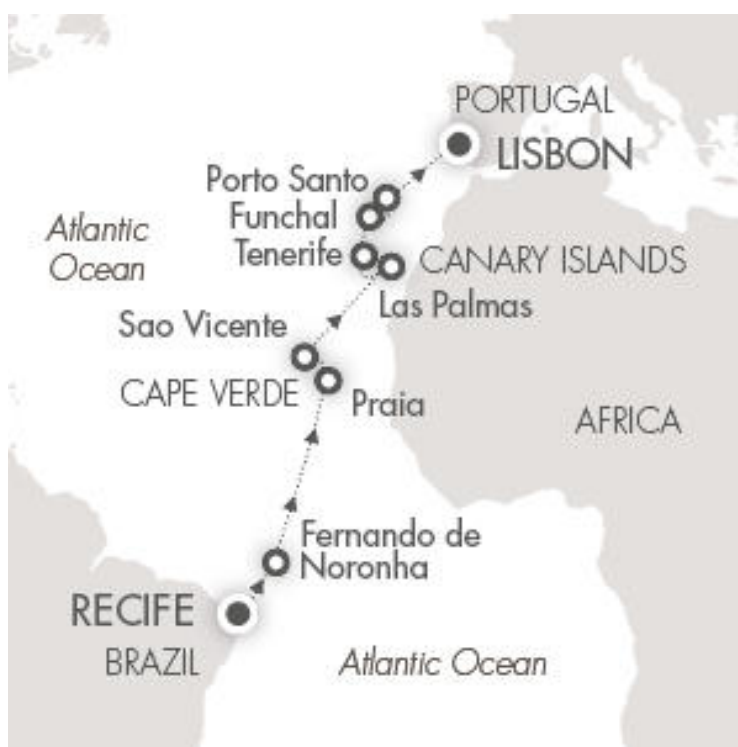 PORTUGAL
LISBON
Porto Santo
Funchal
Atlantic
Ocean
Tenerife
CANARY ISLANDS
Las Palmas
Sao Vicente
CAPE VERDE
Praia
AFRICA
Fernando de
Noronha
RECIFE
BRAZIL
Atlantic Ocean